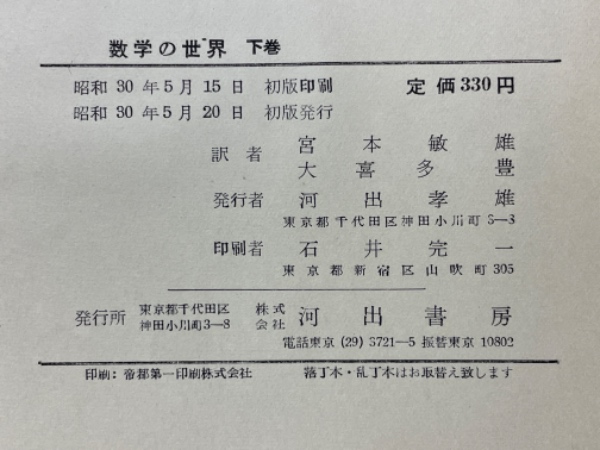 数学の世界 下巻
昭和 30 年 5 月 15 日 初版印刷 定価 330 円
昭和 30 年 5 月 20 日 初版発行
訳者 宮本敏雄
大喜多豊
発行者 河出孝雄
東京都千代田区神田小川町 3―8
印刷者 石井完一
東京都新宿区山吹町 305
発行所 東京都千代田区 株式 河出書房
神田小川町3―8 会社
電話東京 (29) 3721―5 振替東京 10802
印刷: 帝都第一印刷株式会社 落丁本・乱丁本はお取替え致します